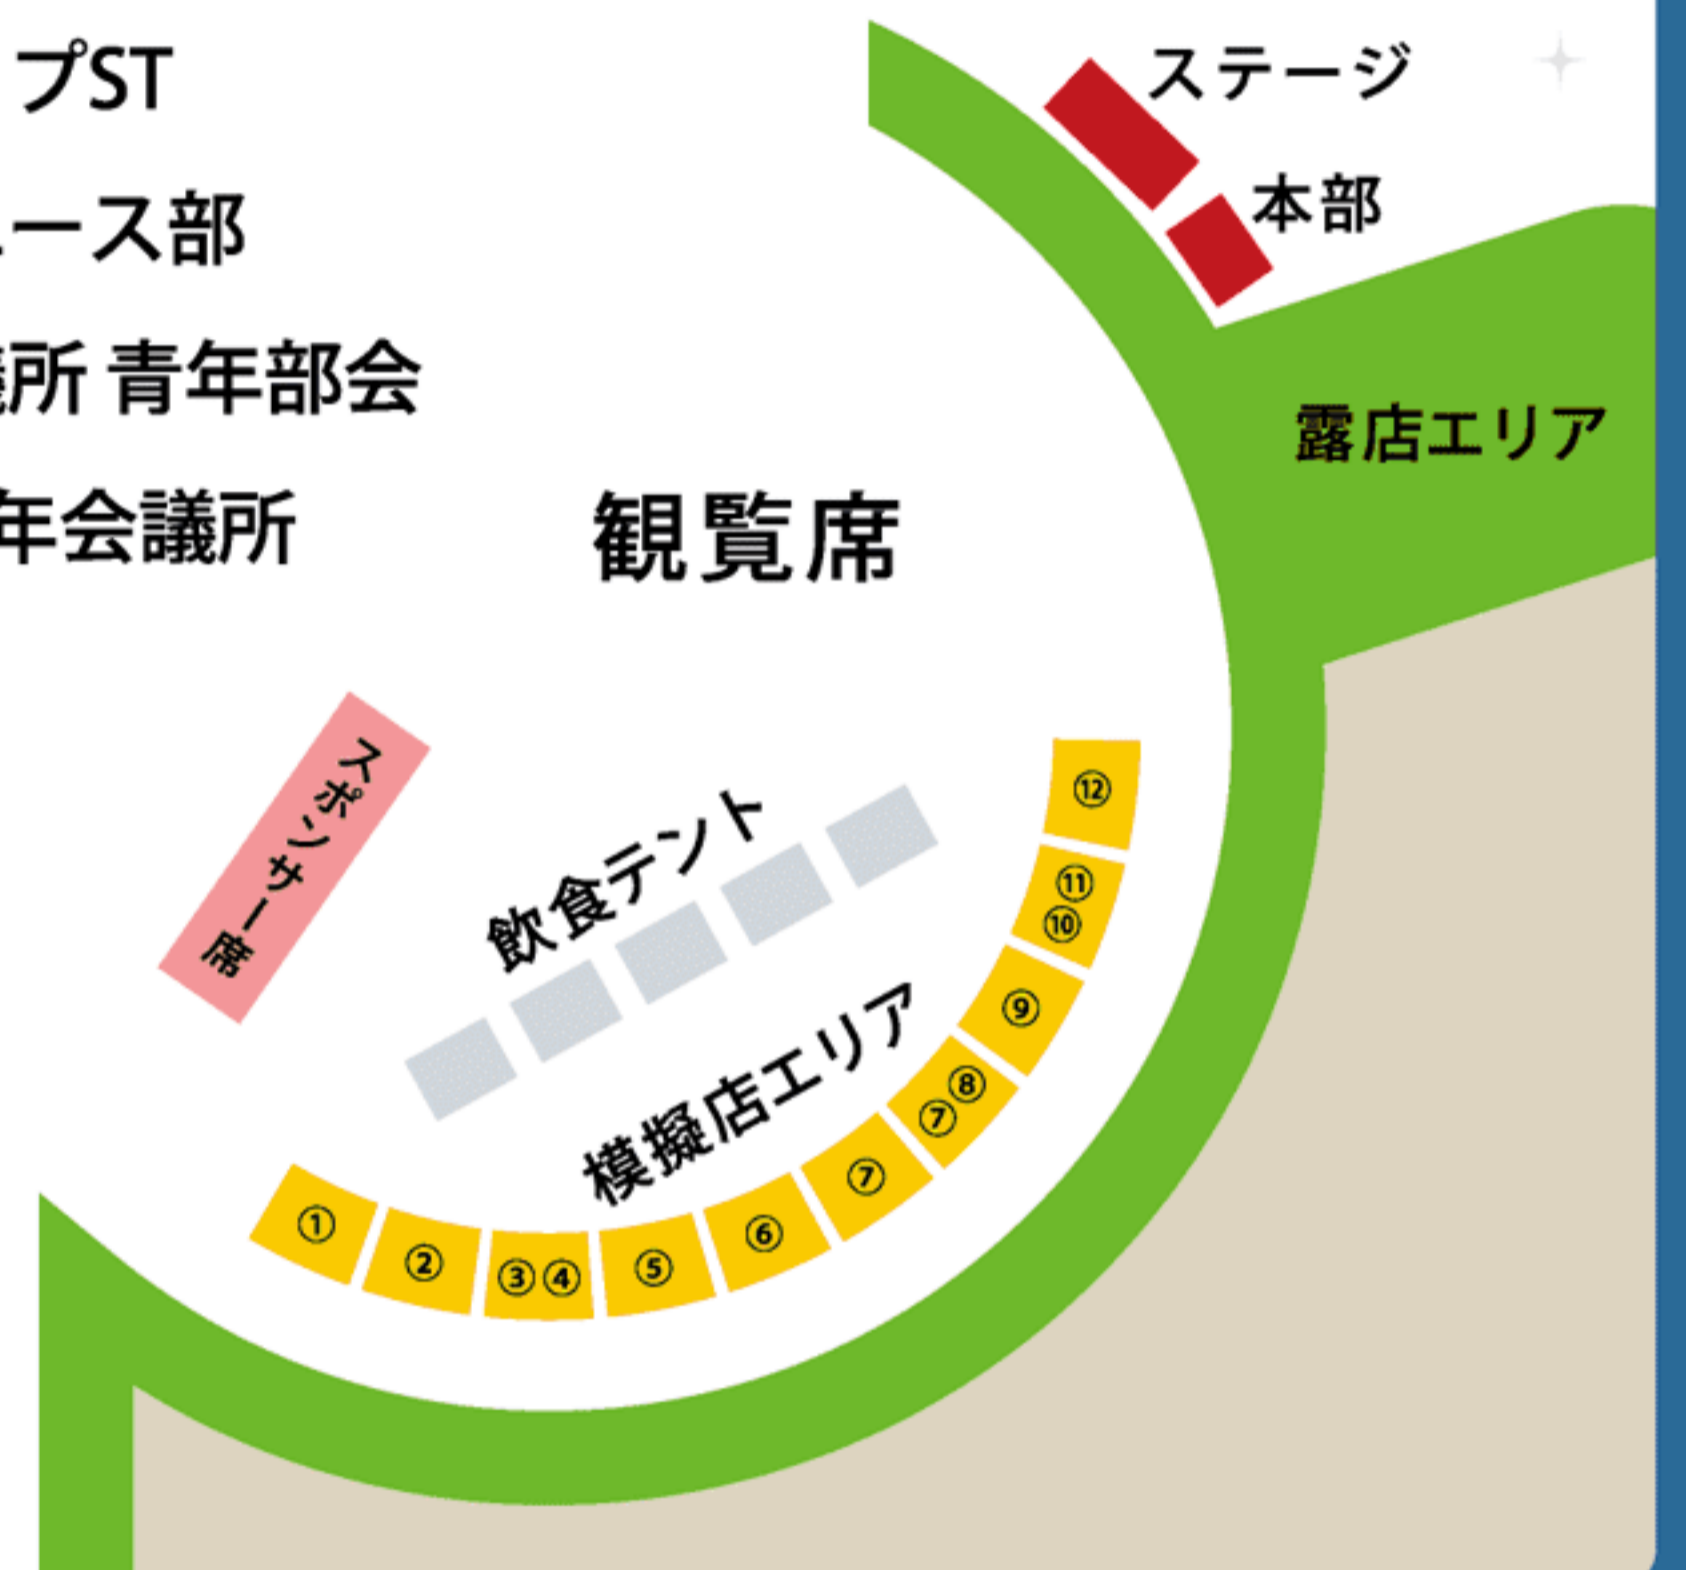 プST
ース部
所 青年部会
年会議所
ステージ
本部
露店エリア
観覧席
スポンサー席
飲食テント
模擬店エリア
⑫
⑪
⑩
⑨
⑧
⑦
⑦
⑥
⑤
③④
②
①